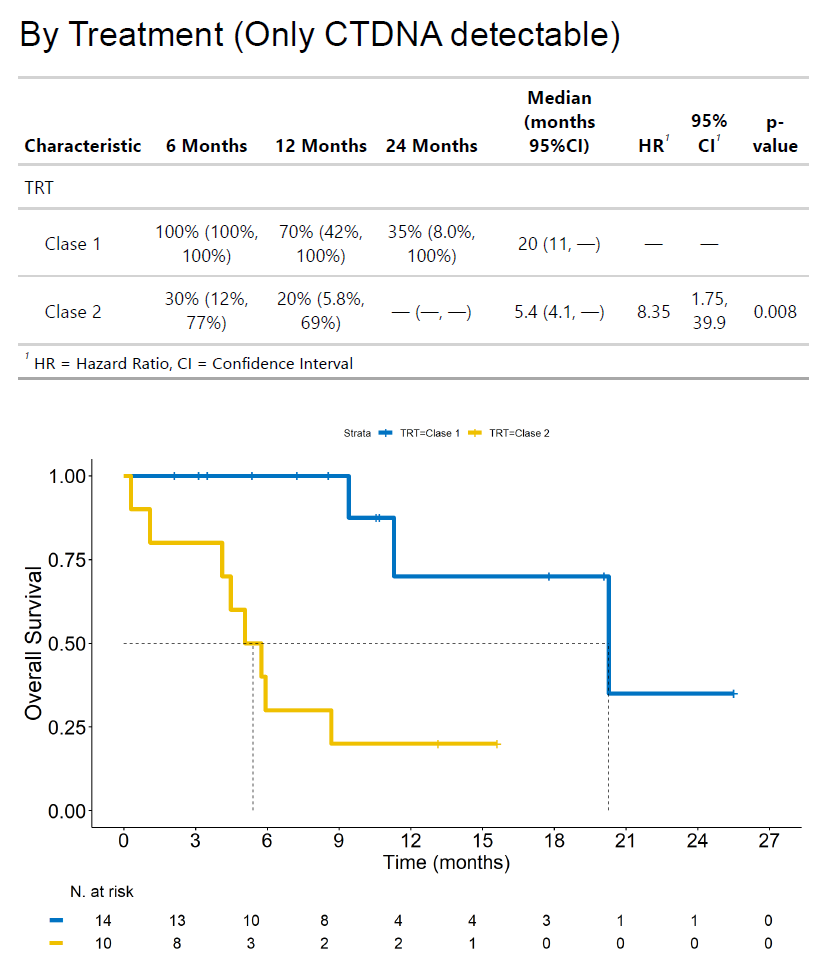 By Treatment (Only CTDNA detectable)
Median
(months 95%
p-
Characteristic 6 Months 12 Months 24 Months 95%CI) HR1 CI1 value
TRT
100% (100%, 70% (42%, 35% (8.0%,
Clase 1 20 (11, —) — —
100%) 100%) 100%)
30% (12%, 20% (5.8%, 1.75,
Clase 2 — (—, —) 5.4 (4.1, —) 8.35 0.008
77%) 69%) 39.9
1 HR = Hazard Ratio, CI = Confidence Interval
Strata TRT=Clase 1 TRT=Clase 2
1.00
0.75
0.50
0.25
0.00
Overall Survival
0 3 6 9 12 15 18 21 24 27
Time (months)
N. at risk
14 13 10 8 4 4 3 1 1 0
10 8 3 2 2 1 0 0 0 0